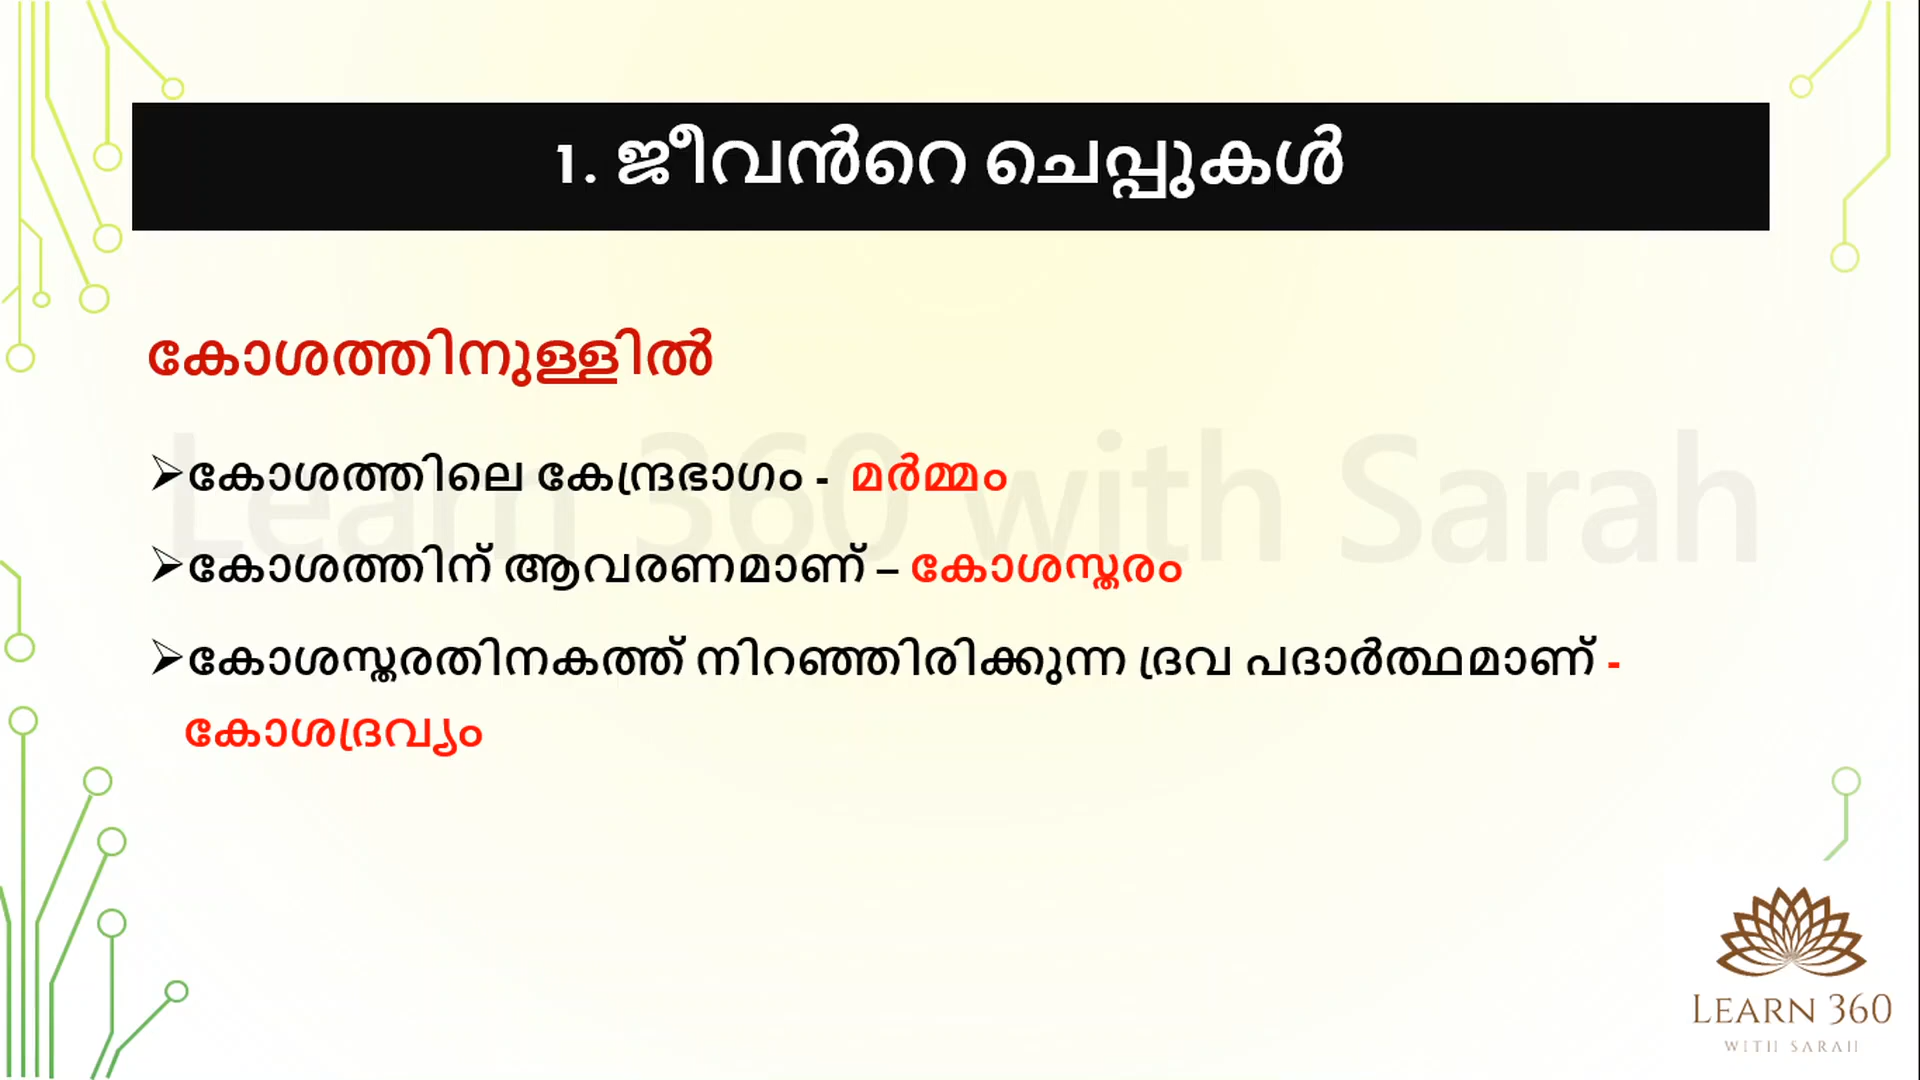 1. ജീവൻറെ ചെപ്പുകൾ
കോശത്തിനുള്ളിൽ
Learn 360 with Sarah
➢കോശത്തിലെ കേന്ദ്രഭാഗം - മർമ്മം
➢കോശത്തിന് ആവരണമാണ് – കോശസ്തരം
➢കോശസ്തരതിനകത്ത് നിറഞ്ഞിരിക്കുന്ന ദ്രവ പദാർത്ഥമാണ് -
കോശദ്രവ്യം
LEARN 360
WITH SARAH